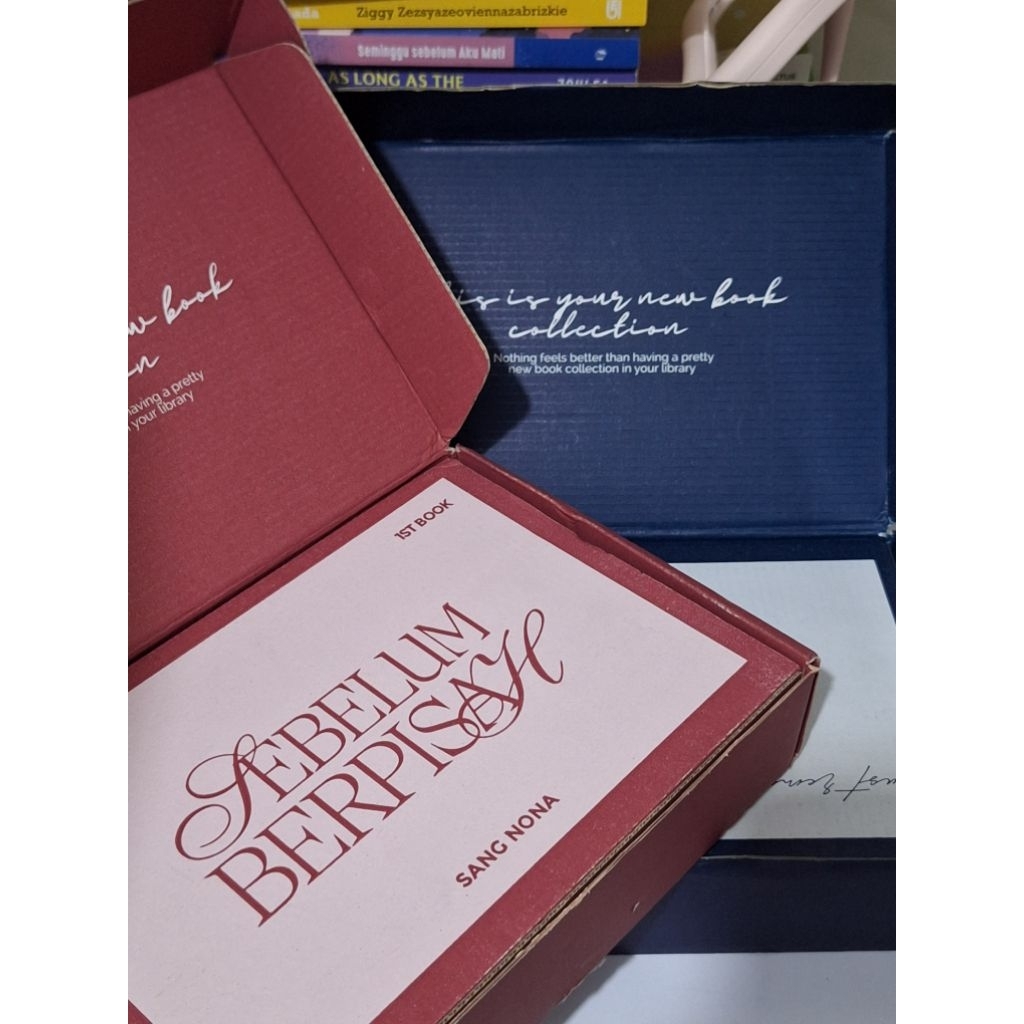 Ziggy Zezsyazeoviennazabrizkie
Seminggu sebelum Aku Mati
AS LONG AS THE
is is your new book
collection
Nothing feels better than having a pretty
new book collection in your library
book
having a pretty
your library
1ST BOOK
SEBELUM
BERPISAH
SANG NONA